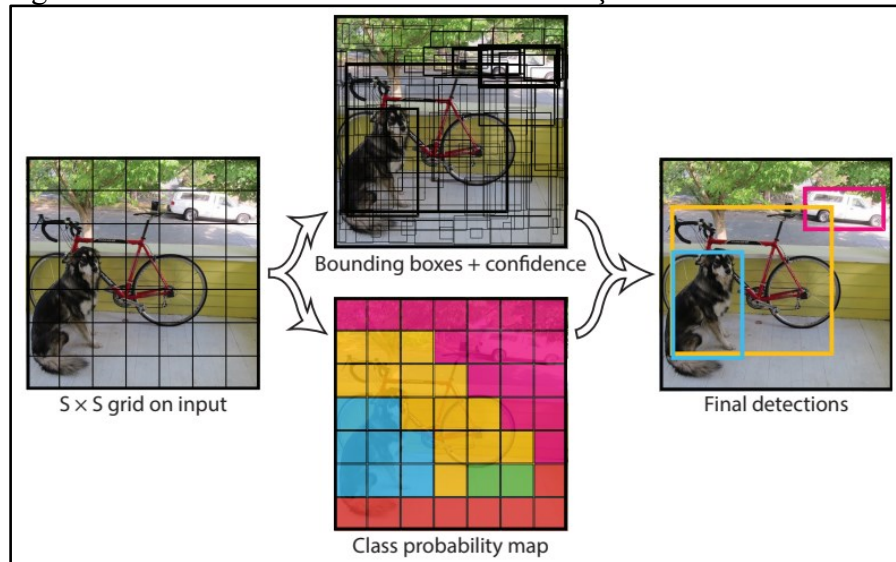 Bounding boxes + confidence
S × S grid on input
Final detections
Class probability map